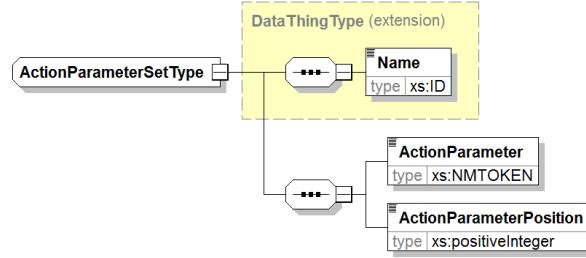 DataThingType (extension)
ActionParameterSetType
Name
type xs:ID
ActionParameter
type xs:NMTOKEN
ActionParameterPosition
type xs:positiveInteger